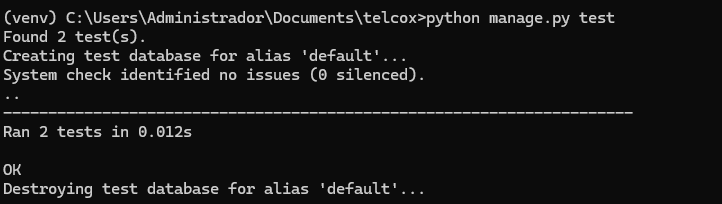 (venv) C:\Users\Administrador\Documents\telcox>python manage.py test
Found 2 test(s).
Creating test database for alias 'default'...
System check identified no issues (0 silenced).
..
----------------------------------------------------------------------
Ran 2 tests in 0.012s

OK
Destroying test database for alias 'default'...